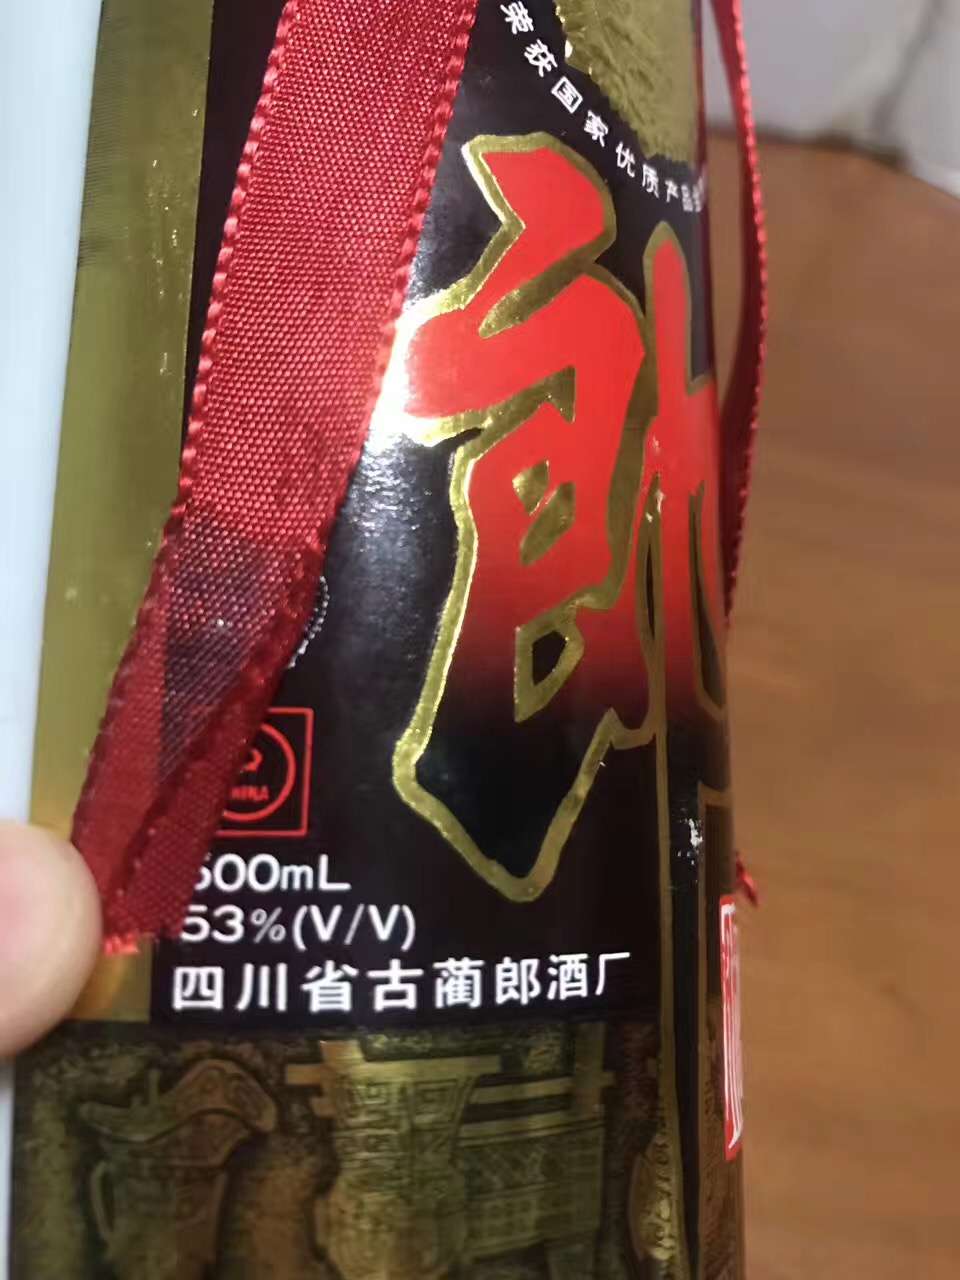 荣获国家优质产品
郎
500mL
53%(V/V)
四川省古蔺郎酒厂